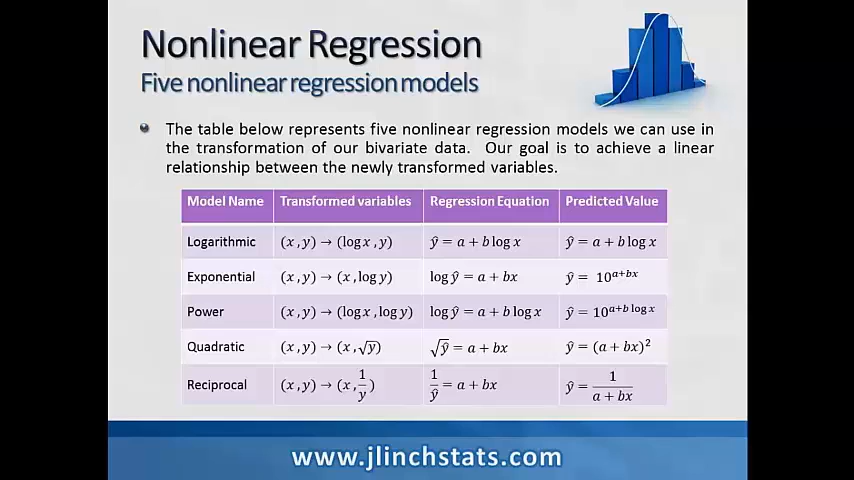 Nonlinear Regression
Five nonlinear regression models
The table below represents five nonlinear regression models we can use in
the transformation of our bivariate data. Our goal is to achieve a linear
relationship between the newly transformed variables.
Model Name Transformed variables Regression Equation Predicted Value
Logarithmic (x, y) → (log x, y) ŷ = a + b log x ŷ = a + b log x
Exponential (x, y) → (x, log y) log ŷ = a + bx ŷ = 10^(a+bx)
Power (x, y) → (log x, log y) log ŷ = a + b log x ŷ = 10^(a+b log x)
Quadratic (x, y) → (x, √y) √ŷ = a + bx ŷ = (a + bx)²
Reciprocal (x, y) → (x, 1/y) 1/ŷ = a + bx ŷ = 1/(a + bx)
www.jlinchstats.com